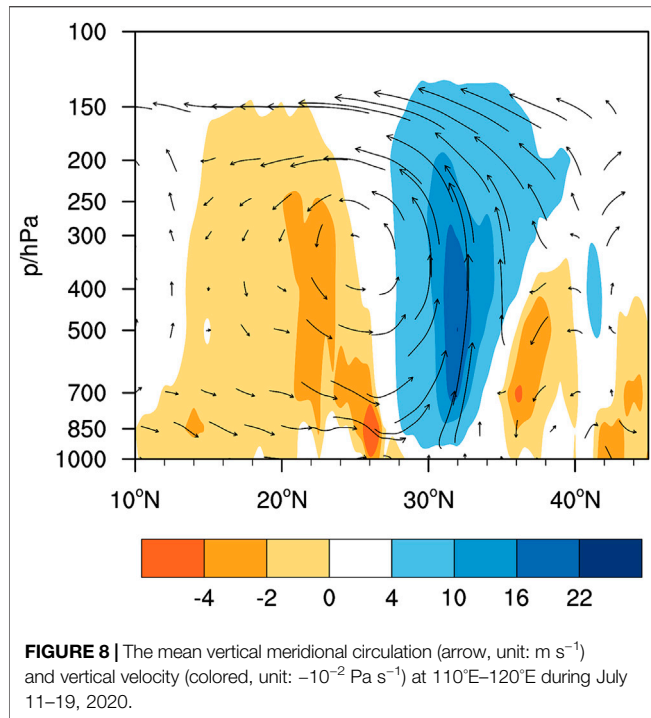 100
150
200
250
300
400
500
700
850
1000
p/hPa
10°N 20°N 30°N 40°N
-4 -2 0 4 10 16 22
FIGURE 8 | The mean vertical meridional circulation (arrow, unit: m s⁻¹)
and vertical velocity (colored, unit: −10⁻² Pa s⁻¹) at 110°E–120°E during July
11–19, 2020.